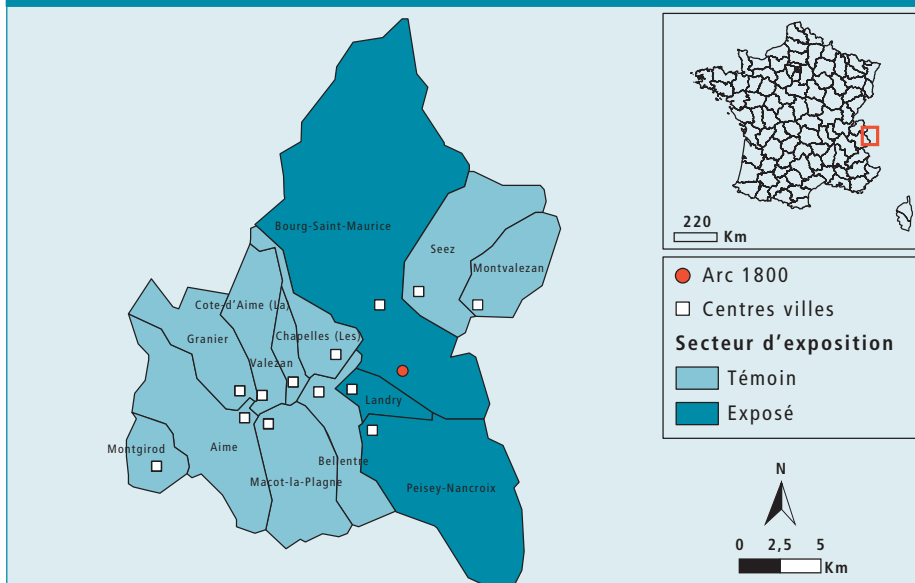 Bourg-Saint-Maurice
Seez
Montvalezan
Cote-d'Aime (La)
Granier
Chapelles (Les)
Valezan
Landry
Montgirod
Aime
Bellentre
Macot-la-Plagne
Peisey-Nancroix
220
Km
Arc 1800
Centres villes
Secteur d'exposition
Témoin
Exposé
N
0 2,5 5
Km